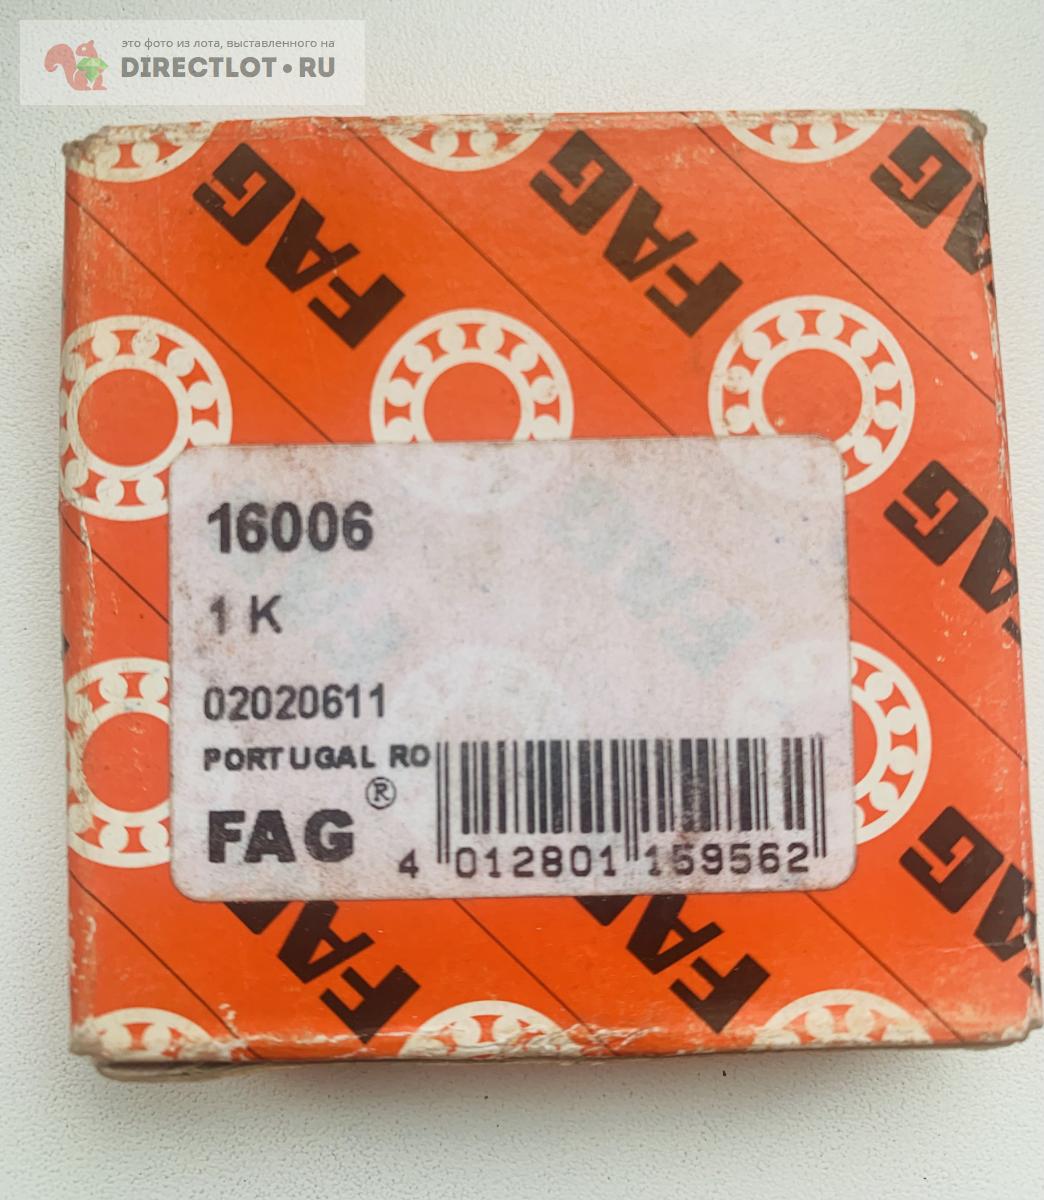 это фото из лота, выставленного на
DIRECTLOT•RU
FAG
FAG
FAG
FAG
16006
1 K
02020611
PORTUGAL RO
FAG®
4 012801 159562
FAG
FAG
FAG